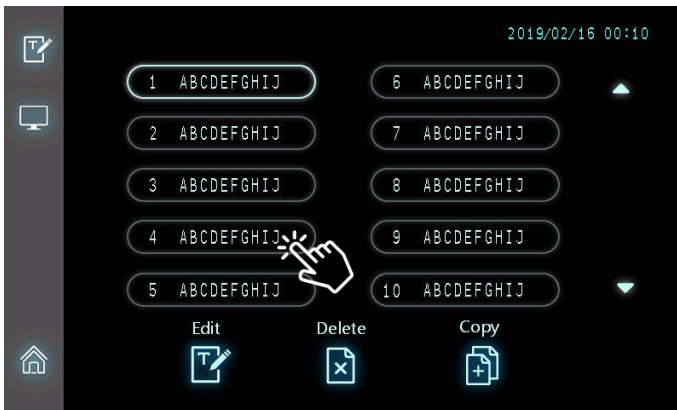 2019/02/16 00:10
1 ABCDEFGHIJ
6 ABCDEFGHIJ
2 ABCDEFGHIJ
7 ABCDEFGHIJ
3 ABCDEFGHIJ
8 ABCDEFGHIJ
4 ABCDEFGHIJ
9 ABCDEFGHIJ
5 ABCDEFGHIJ
10 ABCDEFGHIJ
Edit
Delete
Copy